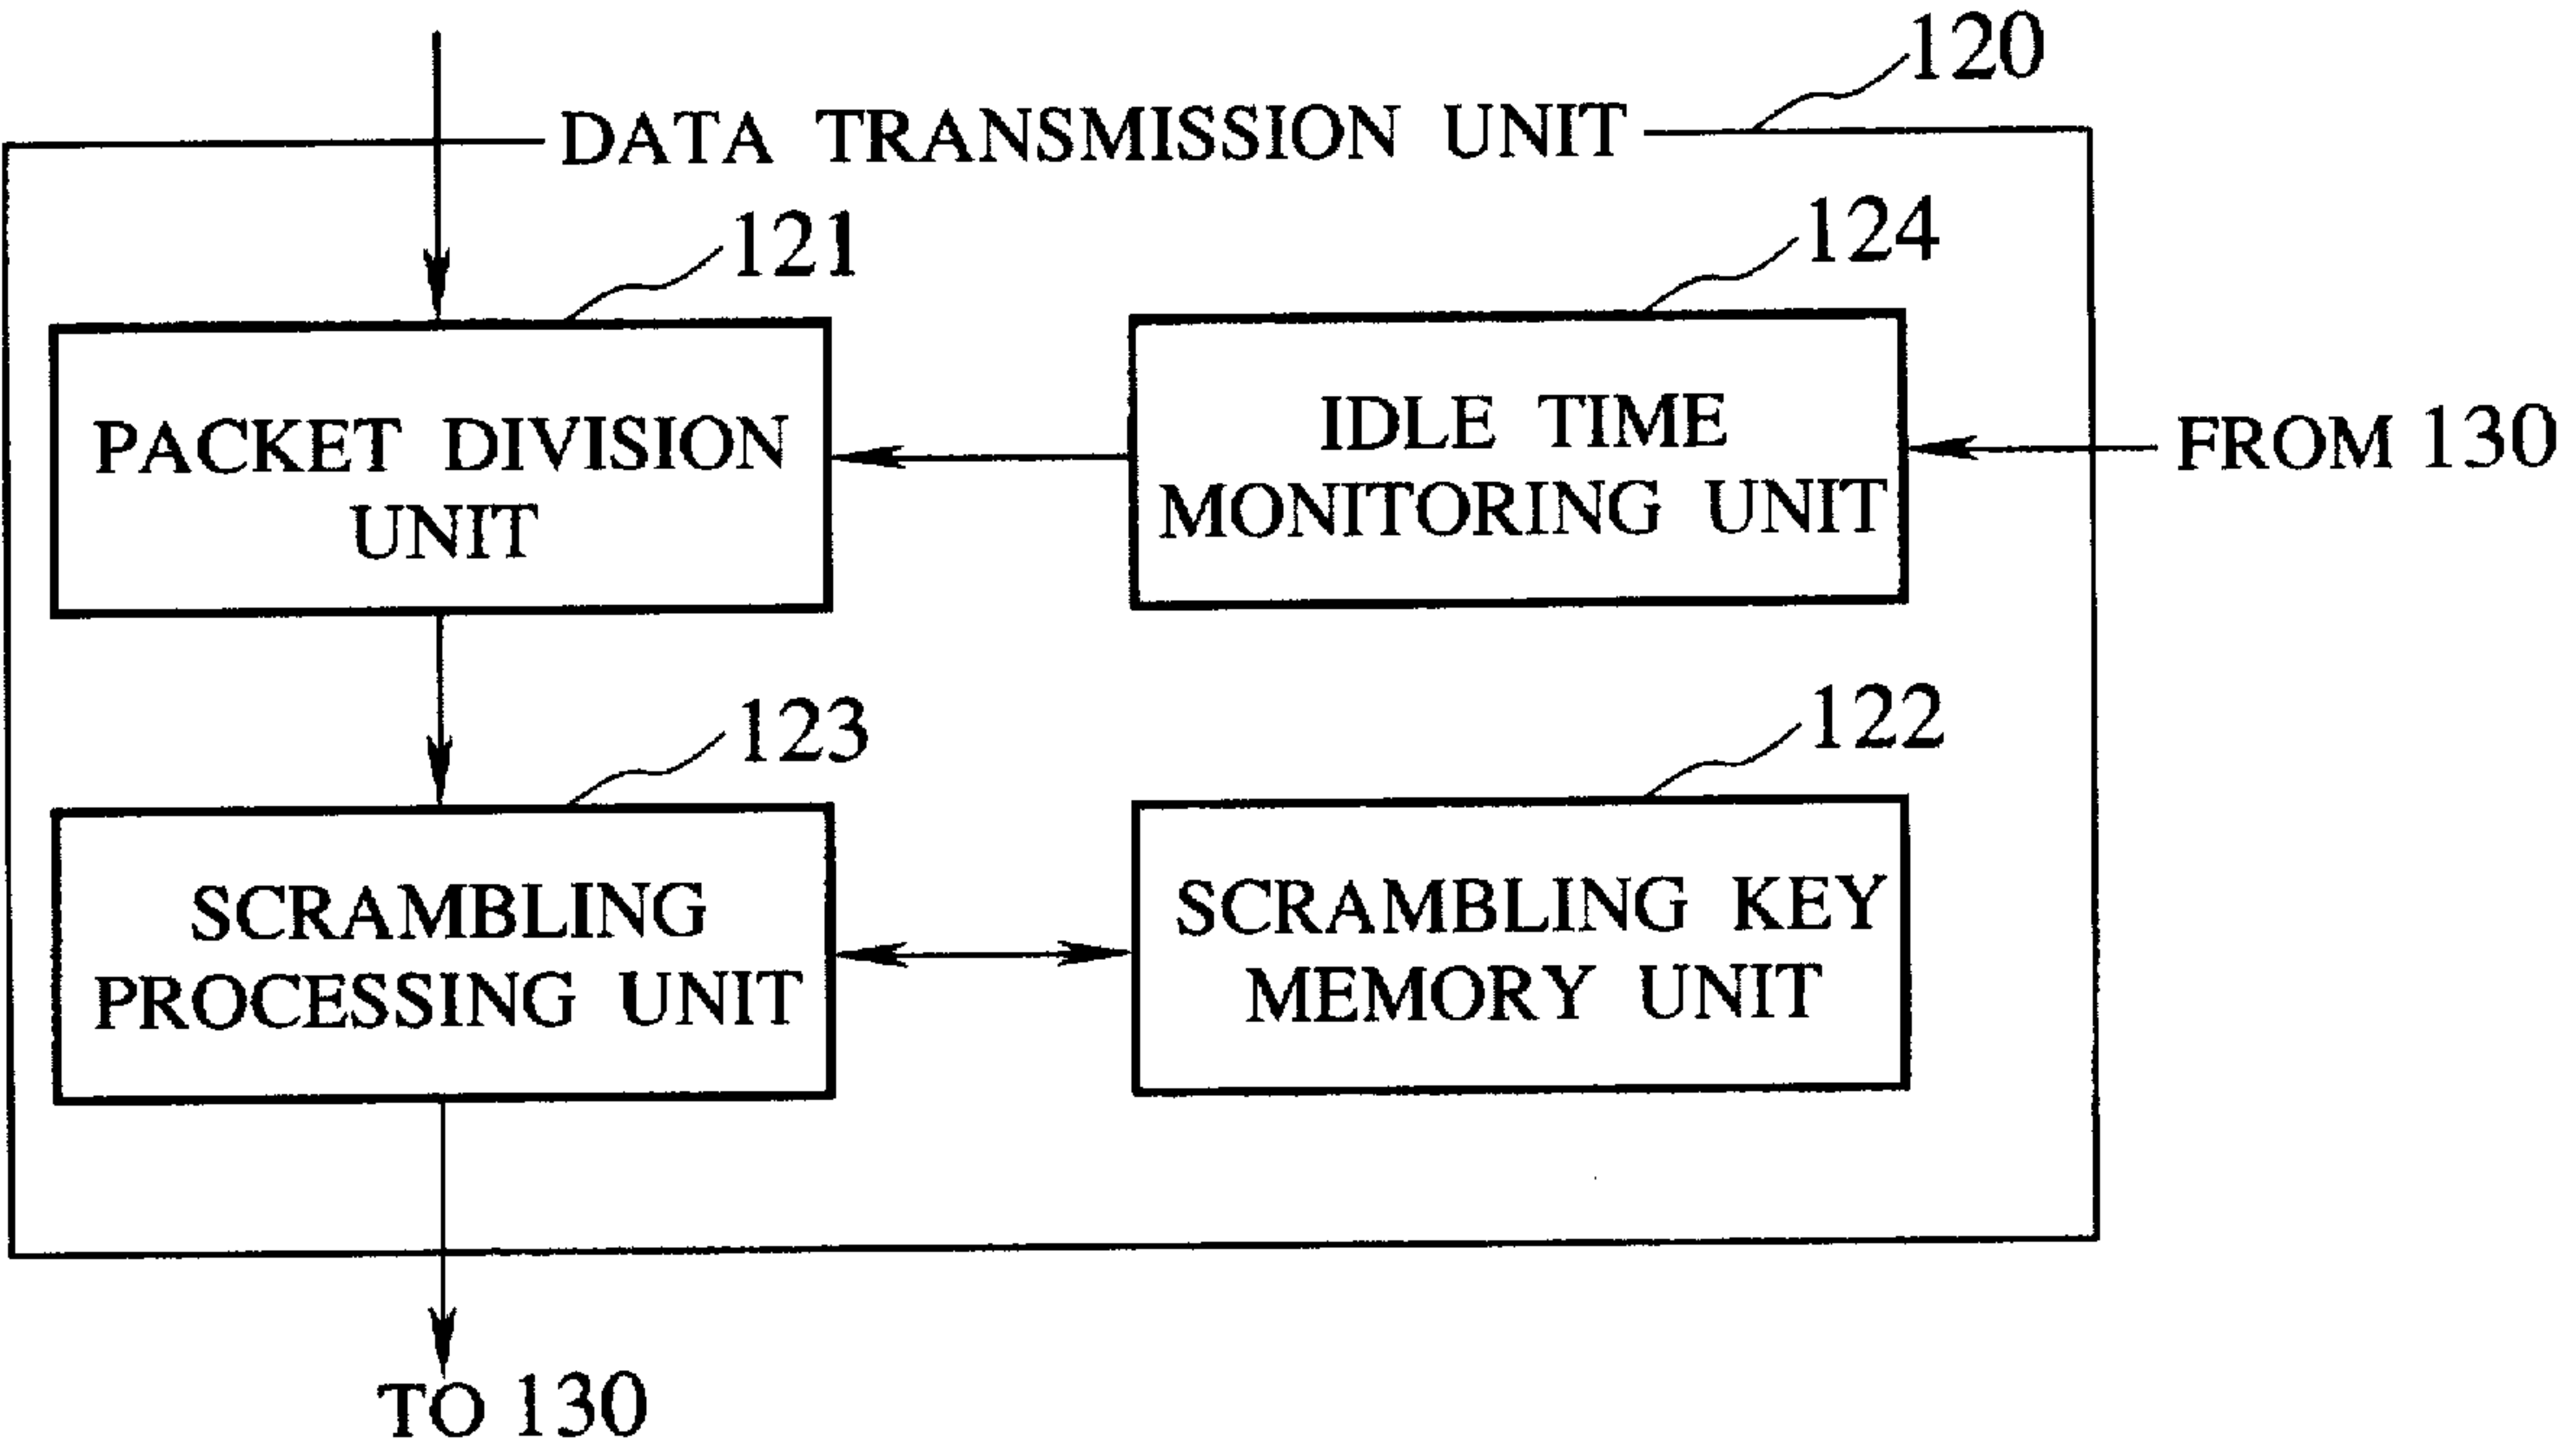 120
DATA TRANSMISSION UNIT
121
124
PACKET DIVISION
UNIT
IDLE TIME
MONITORING UNIT
FROM 130
123
122
SCRAMBLING
PROCESSING UNIT
SCRAMBLING KEY
MEMORY UNIT
TO 130